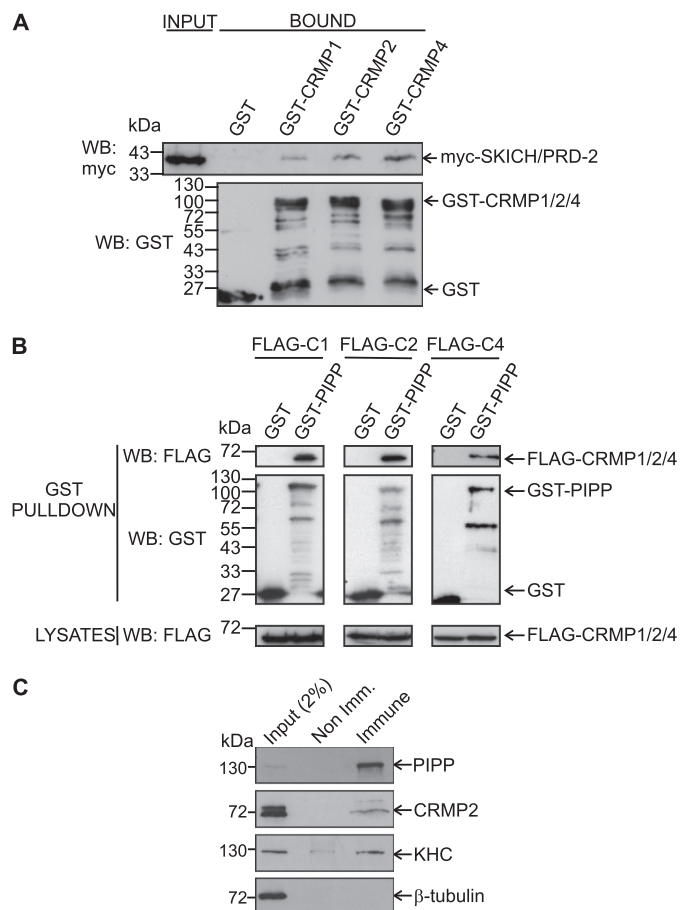 A
INPUT BOUND
GST GST-CRMP1 GST-CRMP2 GST-CRMP4
kDa
WB: myc
43
33
myc-SKICH/PRD-2
WB: GST
130
100
72
55
43
33
27
GST-CRMP1/2/4
GST
B
FLAG-C1 FLAG-C2 FLAG-C4
GST GST-PIPP GST GST-PIPP GST GST-PIPP
kDa
GST PULLDOWN
WB: FLAG
72
FLAG-CRMP1/2/4
WB: GST
130
100
72
55
43
33
27
GST-PIPP
GST
LYSATES WB: FLAG
72
FLAG-CRMP1/2/4
C
Input (2%) Non Imm. Immune
kDa
130 PIPP
72 CRMP2
130 KHC
72 β-tubulin